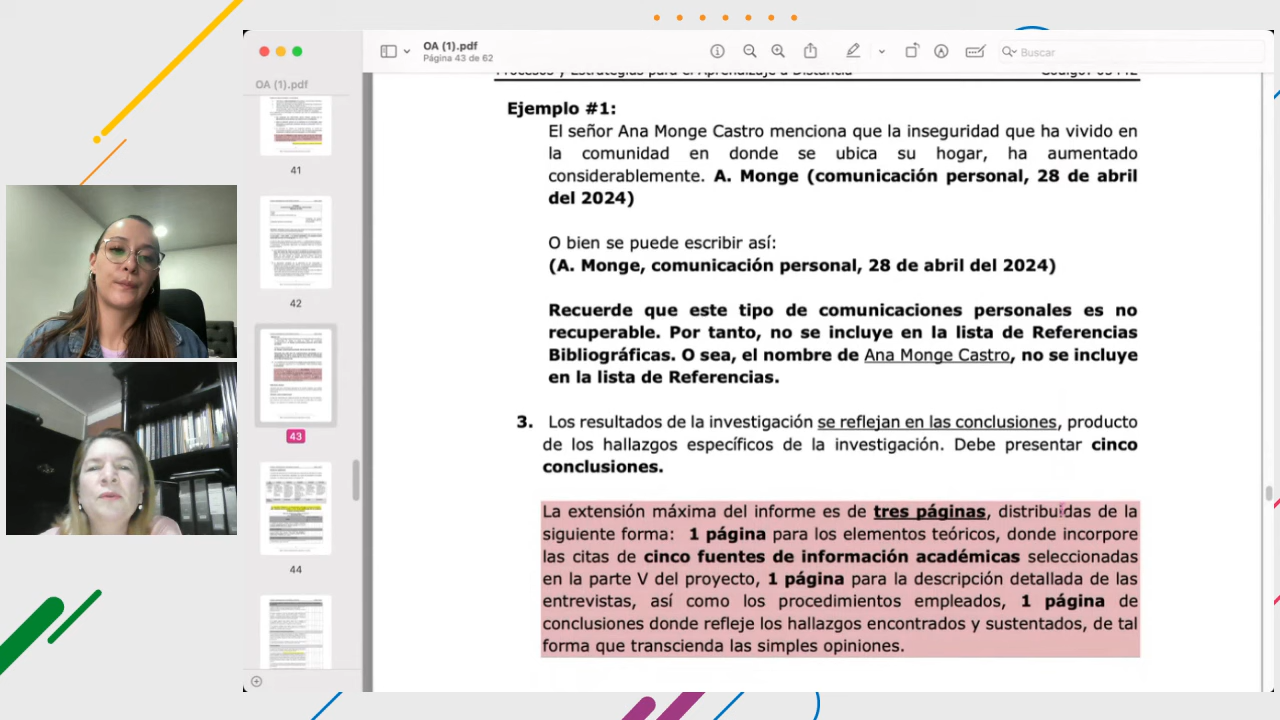 OA (1).pdf
Página 43 de 62
Buscar
OA (1).pdf
41
42
43
44
Procesos y Estrategias para el Aprendizaje a Distancia
Ejemplo #1:
El señor Ana Monge Castro menciona que la seguridad que ha vivido en
la comunidad en donde se ubica su hogar, ha aumentado
considerablemente. A. Monge (comunicación personal, 28 de abril
del 2024)
O bien se puede escribir así:
(A. Monge, comunicación personal, 28 de abril del 2024)
Recuerde que este tipo de comunicaciones personales es no
recuperable. Por tanto, no se incluye en la lista de Referencias
bibliográficas. O sea, el nombre de Ana Monge Castro, no se incluye
en la lista de Referencias.
3. Los resultados de la investigación se reflejan en las conclusiones, producto
de los hallazgos específicos de la investigación. Debe presentar cinco
conclusiones.
La extensión máxima del informe es de tres páginas distribuidas de la
siguiente forma: 1 página para los elementos teóricos, donde incorpore
las citas de cinco fuentes de información académicas seleccionadas
en la parte V del proyecto, 1 página para la descripción detallada de las
entrevistas así como los procedimientos empleados 1 página de
conclusiones donde refleje los hallazgos encontrados y sustentados, de tal
forma que transcienda las simples opiniones.